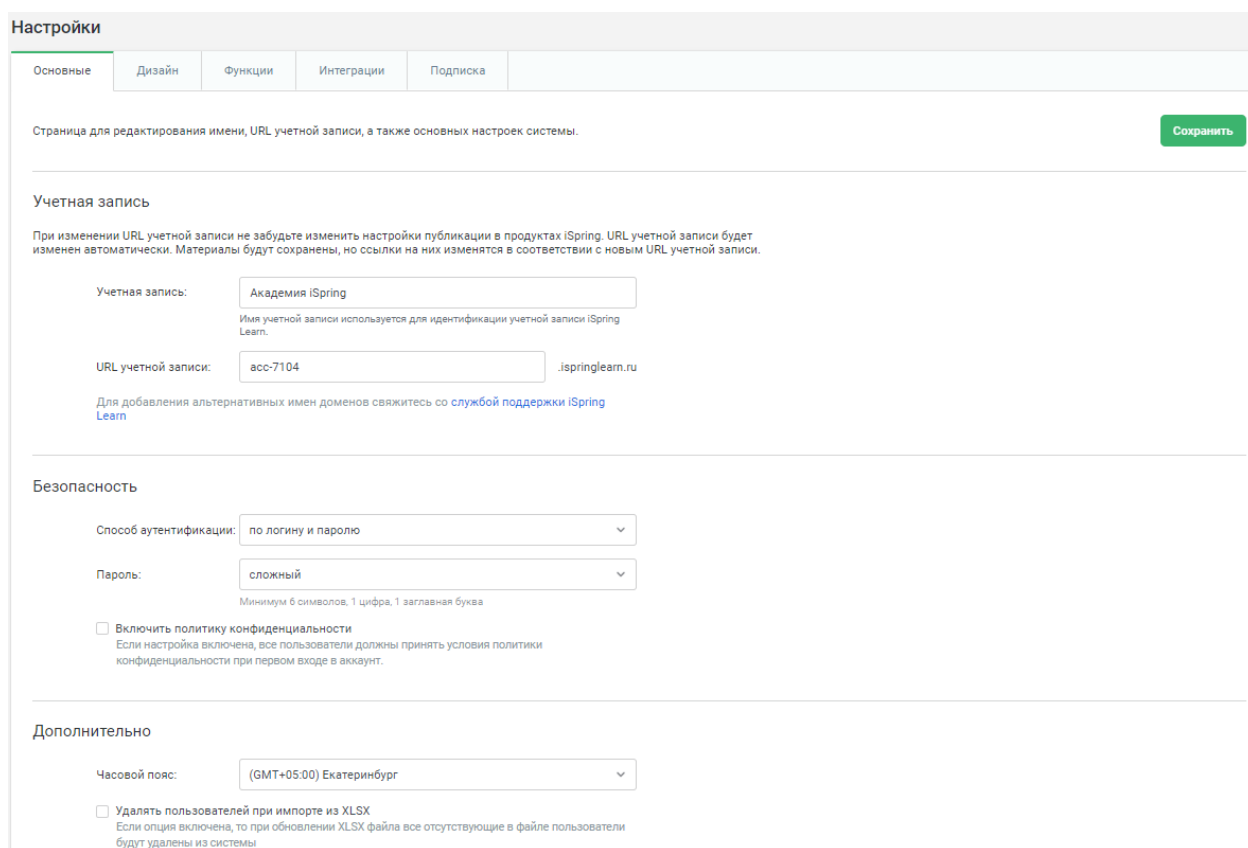 Настройки
Основные
Дизайн
Функции
Интеграции
Подписка
Страница для редактирования имени, URL учетной записи, а также основных настроек системы.
Сохранить
Учетная запись
При изменении URL учетной записи не забудьте изменить настройки публикации в продуктах iSpring. URL учетной записи будет
изменен автоматически. Материалы будут сохранены, но ссылки на них изменятся в соответствии с новым URL учетной записи.
Учетная запись:
Академия iSpring
Имя учетной записи используется для идентификации учетной записи iSpring
Learn.
URL учетной записи:
acc-7104
.ispringlearn.ru
Для добавления альтернативных имен доменов свяжитесь со службой поддержки iSpring
Learn
Безопасность
Способ аутентификации:
по логину и паролю
Пароль:
сложный
Минимум 6 символов, 1 цифра, 1 заглавная буква
Включить политику конфиденциальности
Если настройка включена, все пользователи должны принять условия политики
конфиденциальности при первом входе в аккаунт.
Дополнительно
Часовой пояс:
(GMT+05:00) Екатеринбург
Удалять пользователей при импорте из XLSX
Если опция включена, то при обновлении XLSX файла все отсутствующие в файле пользователи
будут удалены из системы